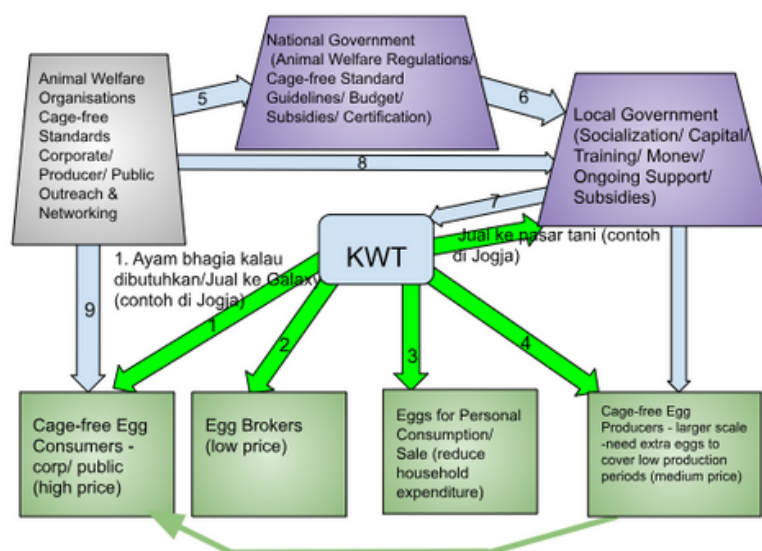 National Government
(Animal Welfare Regulations/
Cage-free Standard
Guidelines/ Budget/
Subsidies/ Certification)
Animal Welfare
Organisations
Cage-free
Standards
Corporate/
Producer/ Public
Outreach &
Networking
5
6
Local Government
(Socialization/ Capital/
Training/ Monev/
Ongoing Support/
Subsidies)
8
7
KWT
Jual ke pasar tani (contoh
di Jogja)
1. Ayam bhagia kalau
dibutuhkan/Jual ke Galaxy
(contoh di Jogja)
9
1
2
3
4
Cage-free Egg
Consumers -
corp/ public
(high price)
Egg Brokers
(low price)
Eggs for Personal
Consumption/
Sale (reduce
household
expenditure)
Cage-free Egg
Producers - larger scale
-need extra eggs to
cover low production
periods (medium price)